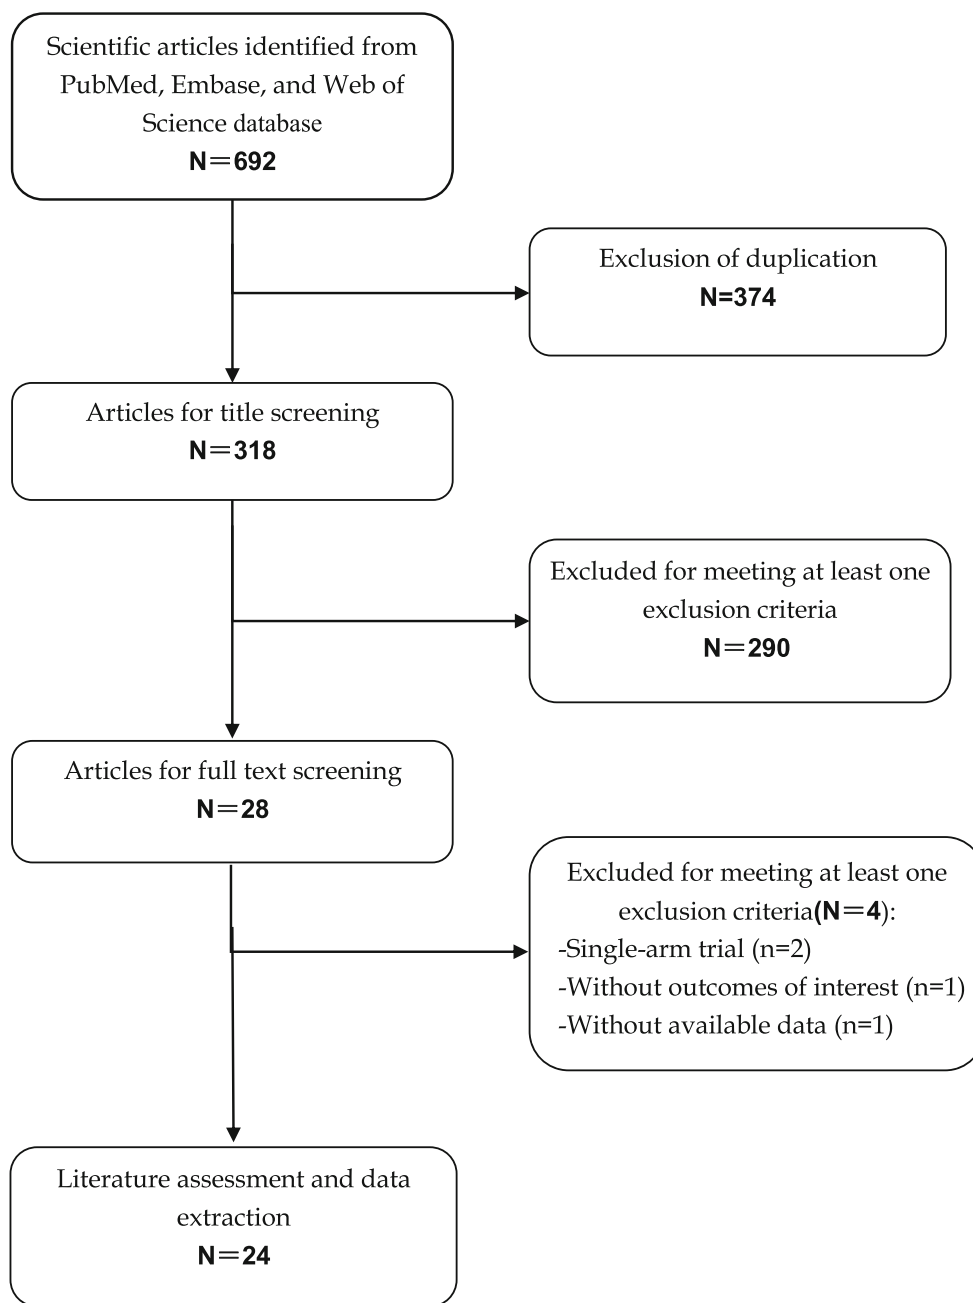 Scientific articles identified from
PubMed, Embase, and Web of
Science database
N＝692
Exclusion of duplication
N=374
Articles for title screening
N＝318
Excluded for meeting at least one
exclusion criteria
N＝290
Articles for full text screening
N＝28
Excluded for meeting at least one
exclusion criteria(N＝4):
-Single-arm trial (n=2)
-Without outcomes of interest (n=1)
-Without available data (n=1)
Literature assessment and data
extraction
N＝24